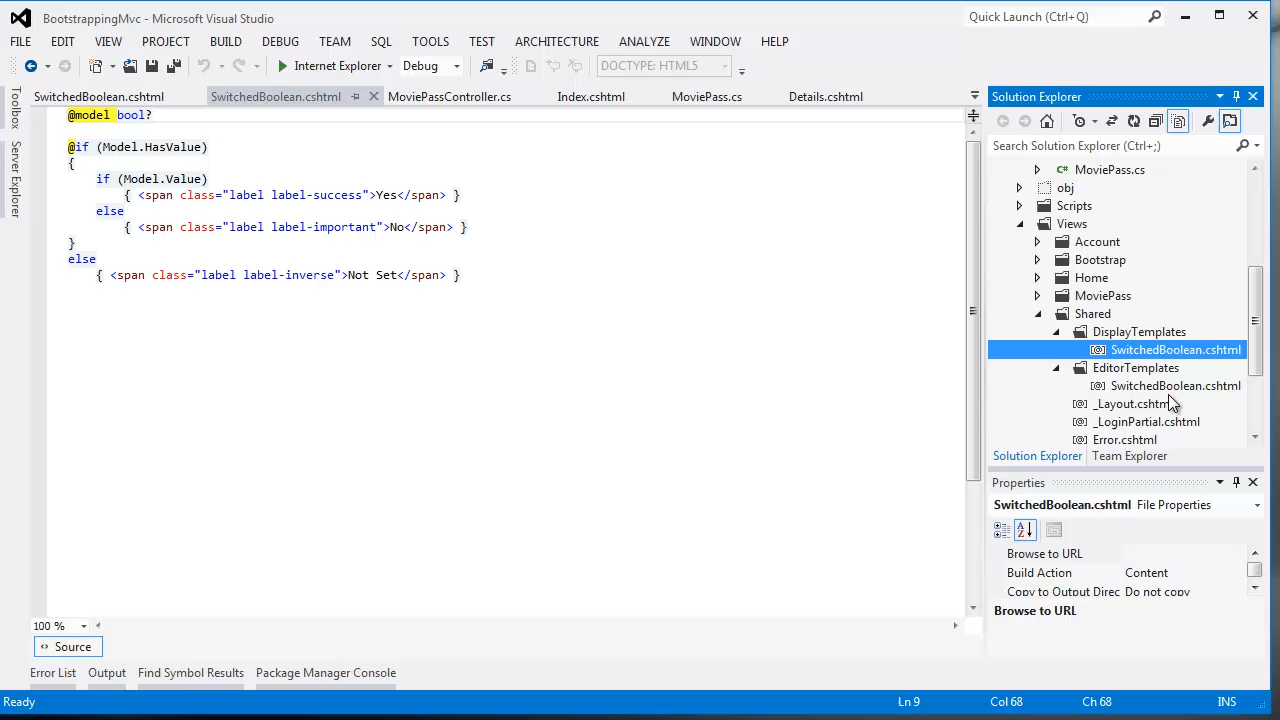 BootstrappingMvc - Microsoft Visual Studio
Quick Launch (Ctrl+Q)
FILE EDIT VIEW PROJECT BUILD DEBUG TEAM SQL TOOLS TEST ARCHITECTURE ANALYZE WINDOW HELP
Internet Explorer Debug DOCTYPE: HTML5
SwitchedBoolean.cshtml SwitchedBoolean.cshtml MoviePassController.cs Index.cshtml MoviePass.cs Details.cshtml
Toolbox
Server Explorer
@model bool?
@if (Model.HasValue)
{
if (Model.Value)
{ <span class="label label-success">Yes</span> }
else
{ <span class="label label-important">No</span> }
}
else
{ <span class="label label-inverse">Not Set</span> }
100 %
Source
Solution Explorer
Search Solution Explorer (Ctrl+;)
C# MoviePass.cs
obj
Scripts
Views
Account
Bootstrap
Home
MoviePass
Shared
DisplayTemplates
[@] SwitchedBoolean.cshtml
EditorTemplates
[@] SwitchedBoolean.cshtml
[@] _Layout.cshtml
[@] _LoginPartial.cshtml
[@] Error.cshtml
Solution Explorer Team Explorer
Properties
SwitchedBoolean.cshtml File Properties
Browse to URL
Build Action Content
Copy to Output Direc Do not copy
Browse to URL
Error List Output Find Symbol Results Package Manager Console
Ready Ln 9 Col 68 Ch 68 INS